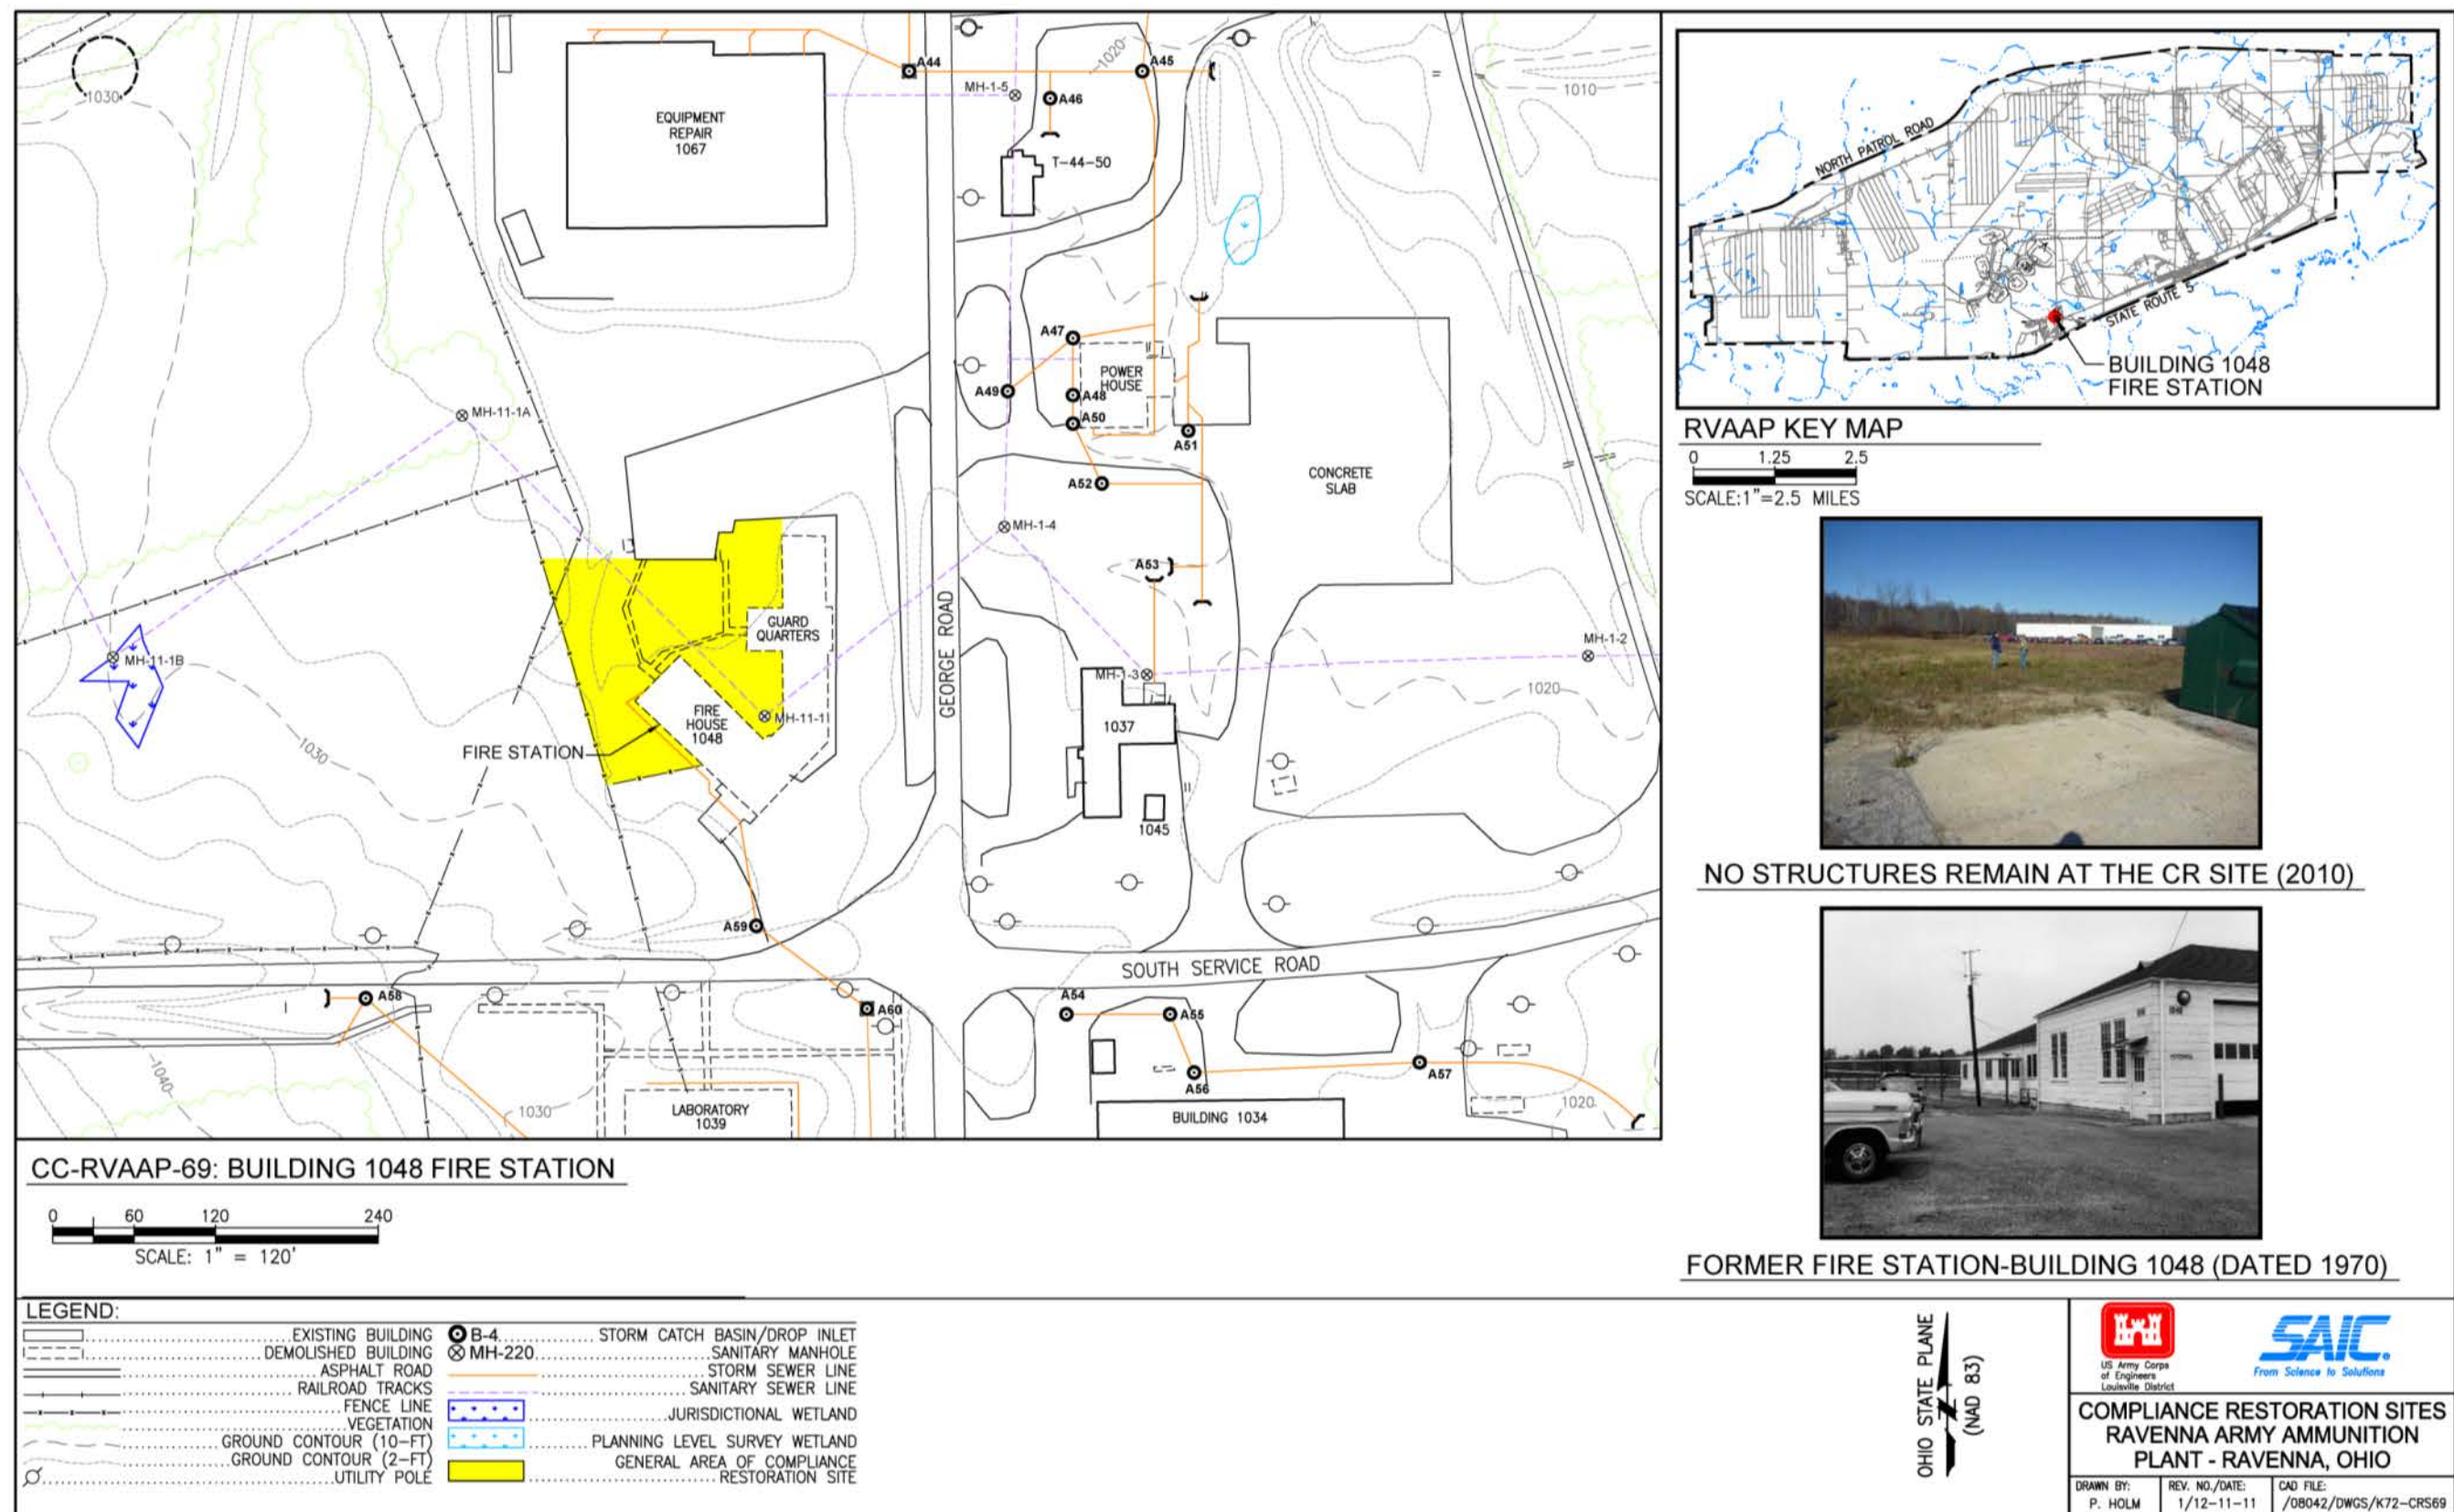 1030
EQUIPMENT
REPAIR
1067
A44
MH-1-5
1020
A45
A46
T-44-50
1010
MH-11-1A
A47
A49
POWER
HOUSE
A48
A50
A51
A52
CONCRETE
SLAB
MH-1-4
A53
GUARD
QUARTERS
GEORGE ROAD
MH-11-1B
MH-1-2
MH-1-3
1020
FIRE
HOUSE
1048
MH-11-1
1037
FIRE STATION
1030
1045
A59
SOUTH SERVICE ROAD
A58
A60
A54
A55
A56
A57
1040
1030
LABORATORY
1039
BUILDING 1034
1020
NORTH PATROL ROAD
STATE ROUTE 5
BUILDING 1048
FIRE STATION
RVAAP KEY MAP
0 1.25 2.5
SCALE:1"=2.5 MILES
NO STRUCTURES REMAIN AT THE CR SITE (2010)
FORMER FIRE STATION-BUILDING 1048 (DATED 1970)
CC-RVAAP-69: BUILDING 1048 FIRE STATION
0 60 120 240
SCALE: 1" = 120'
LEGEND:
EXISTING BUILDING
DEMOLISHED BUILDING
ASPHALT ROAD
RAILROAD TRACKS
FENCE LINE
VEGETATION
GROUND CONTOUR (10-FT)
GROUND CONTOUR (2-FT)
UTILITY POLE
B-4 STORM CATCH BASIN/DROP INLET
MH-220 SANITARY MANHOLE
STORM SEWER LINE
SANITARY SEWER LINE
JURISDICTIONAL WETLAND
PLANNING LEVEL SURVEY WETLAND
GENERAL AREA OF COMPLIANCE
RESTORATION SITE
OHIO STATE PLANE
(NAD 83)
US Army Corps
of Engineers
Louisville District
SAIC
From Science to Solutions
COMPLIANCE RESTORATION SITES
RAVENNA ARMY AMMUNITION
PLANT - RAVENNA, OHIO
DRAWN BY:
P. HOLM
REV. NO./DATE:
1/12-11-11
CAD FILE:
/08042/DWGS/K72-CRS69